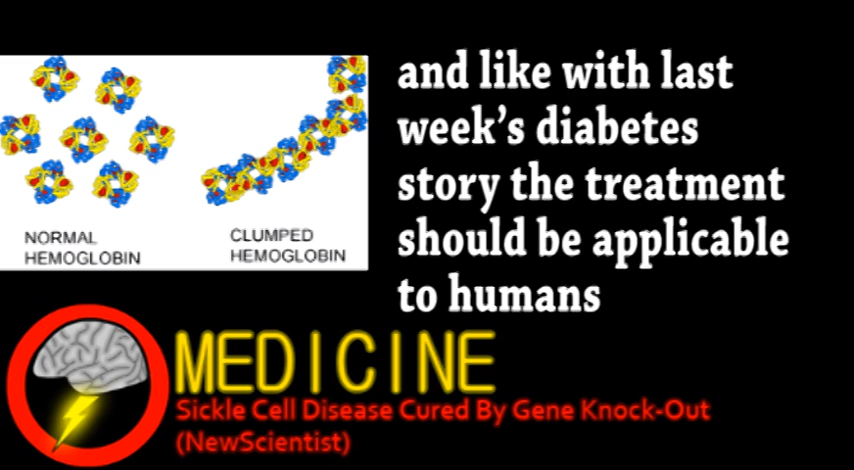 and like with last
week's diabetes
story the treatment
should be applicable
to humans
NORMAL
HEMOGLOBIN
CLUMPED
HEMOGLOBIN
MEDICINE
Sickle Cell Disease Cured By Gene Knock-Out
(NewScientist)